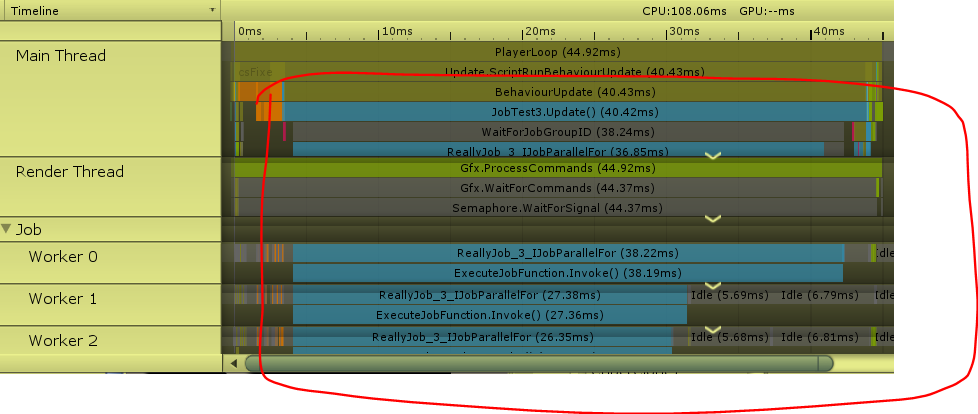 Timeline CPU:108.06ms GPU:--ms
0ms 10ms 20ms 30ms 40ms
Main Thread
PlayerLoop (44.92ms)
csFixe Update.ScriptRunBehaviourUpdate (40.43ms)
BehaviourUpdate (40.43ms)
JobTest3.Update() (40.42ms)
WaitForJobGroupID (38.24ms)
ReallyJob_3_IJobParallelFor (36.85ms)
Render Thread
Gfx.ProcessCommands (44.92ms)
Gfx.WaitForCommands (44.37ms)
Semaphore.WaitForSignal (44.37ms)
Job
Worker 0
ReallyJob_3_IJobParallelFor (38.22ms) Idle
ExecuteJobFunction.Invoke() (38.19ms)
Worker 1
ReallyJob_3_IJobParallelFor (27.38ms) Idle (5.69ms) Idle (6.79ms) Idle
ExecuteJobFunction.Invoke() (27.36ms)
Worker 2
ReallyJob_3_IJobParallelFor (26.35ms) Idle (5.68ms) Idle (6.81ms) Idle